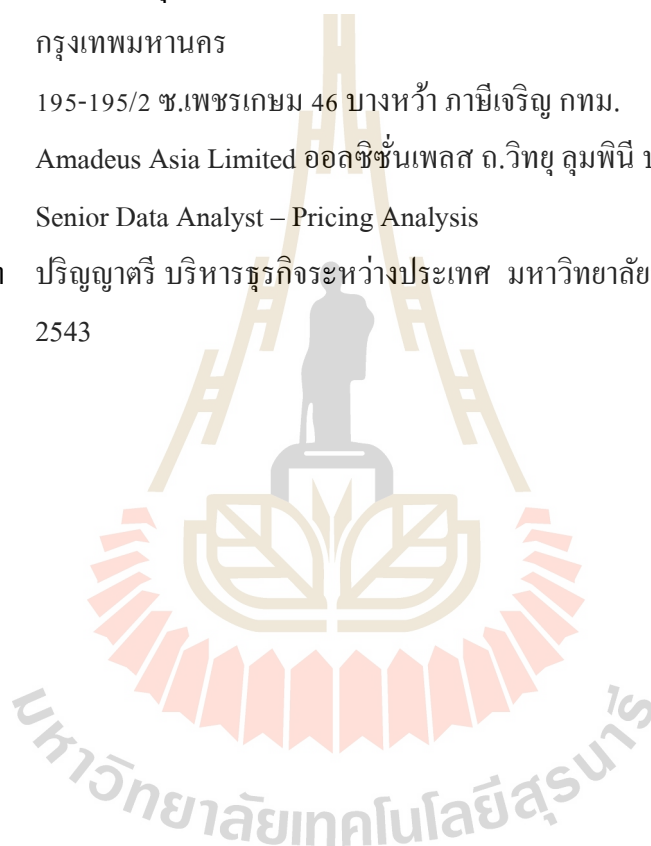 กรุงเทพมหานคร
195-195/2 ซ.เพชรเกษม 46 บางหว้า ภาษีเจริญ กทม.
Amadeus Asia Limited ออลซีซั่นเพลส ถ.วิทยุ ลุมพินี
Senior Data Analyst – Pricing Analysis
ปริญญาตรี บริหารธุรกิจระหว่างประเทศ มหาวิทยาลัย
2543
มหาวิทยาลัยเทคโนโลยีสุรนารี